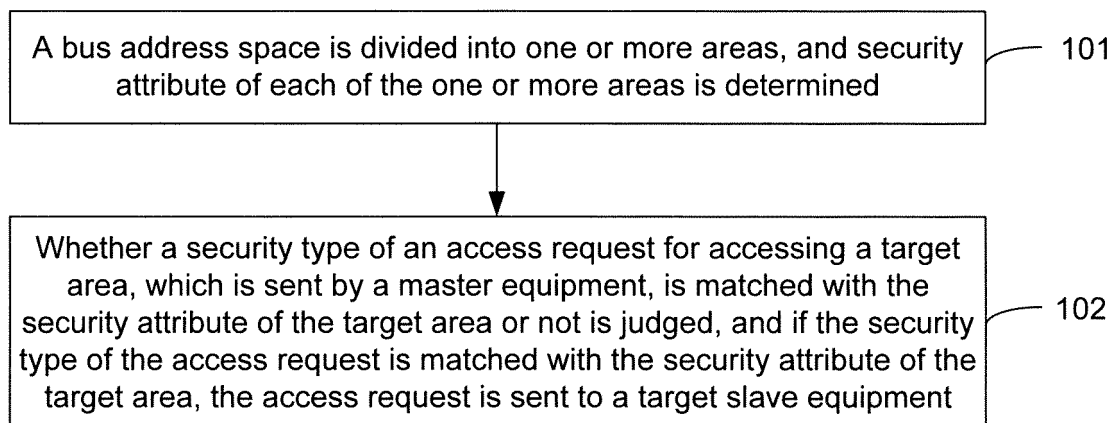 A bus address space is divided into one or more areas, and security
attribute of each of the one or more areas is determined
101
Whether a security type of an access request for accessing a target
area, which is sent by a master equipment, is matched with the
security attribute of the target area or not is judged, and if the security
type of the access request is matched with the security attribute of the
target area, the access request is sent to a target slave equipment
102